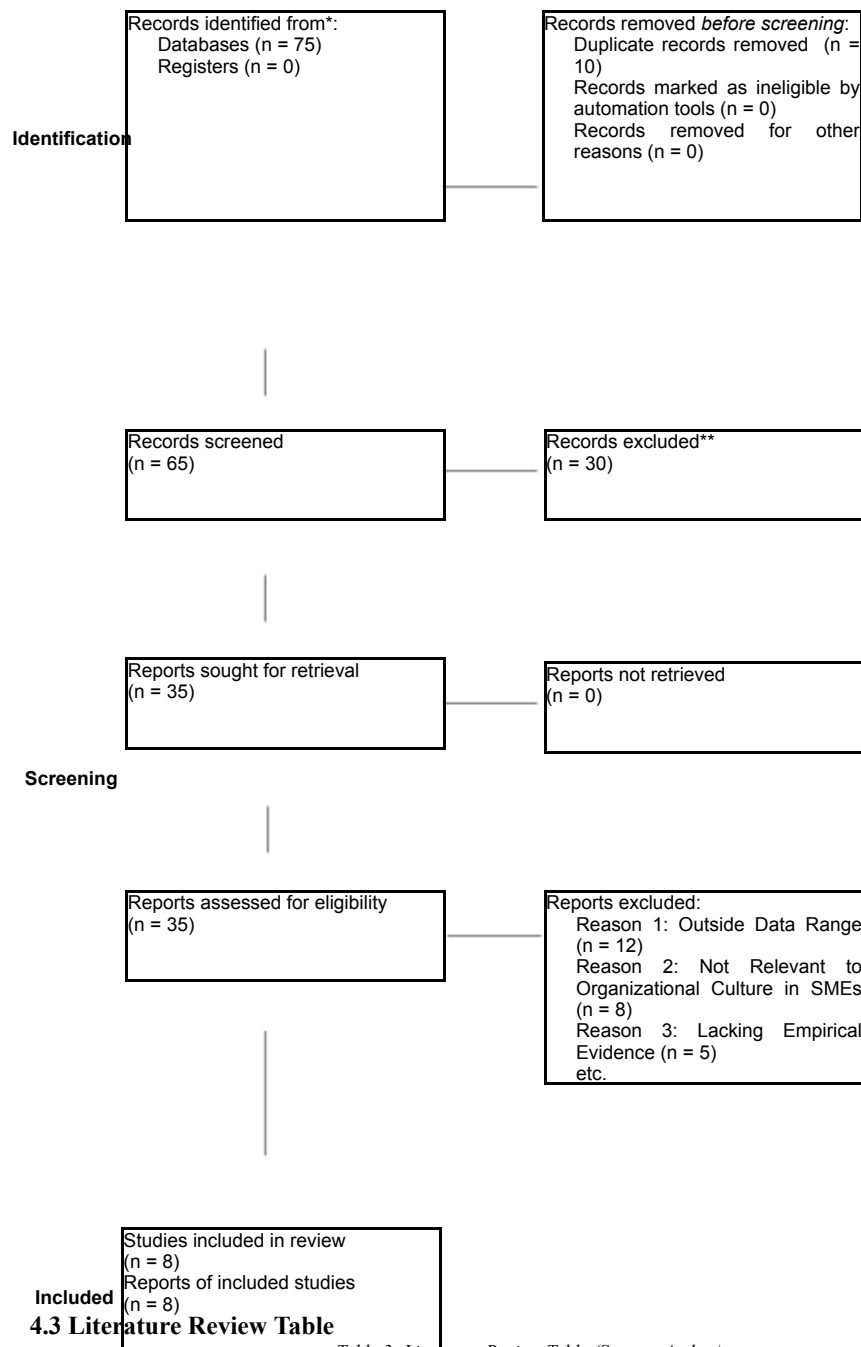 Records identified from*:
Databases (n = 75)
Registers (n = 0)
Records removed before screening:
Duplicate records removed (n =
10)
Records marked as ineligible by
automation tools (n = 0)
Records removed for other
reasons (n = 0)
Identification
Records screened
(n = 65)
Records excluded**
(n = 30)
Reports sought for retrieval
(n = 35)
Reports not retrieved
(n = 0)
Screening
Reports assessed for eligibility
(n = 35)
Reports excluded:
Reason 1: Outside Data Range
(n = 12)
Reason 2: Not Relevant to
Organizational Culture in SMEs
(n = 8)
Reason 3: Lacking Empirical
Evidence (n = 5)
etc.
Studies included in review
(n = 8)
Reports of included studies
(n = 8)
Included
4.3 Literature Review Table